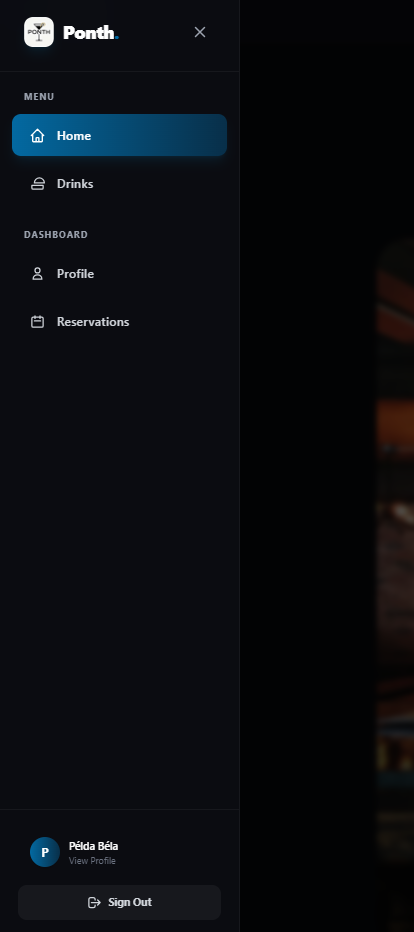 PONTH
Ponth.
MENU
Home
Drinks
DASHBOARD
Profile
Reservations
P
Példa Béla
View Profile
Sign Out